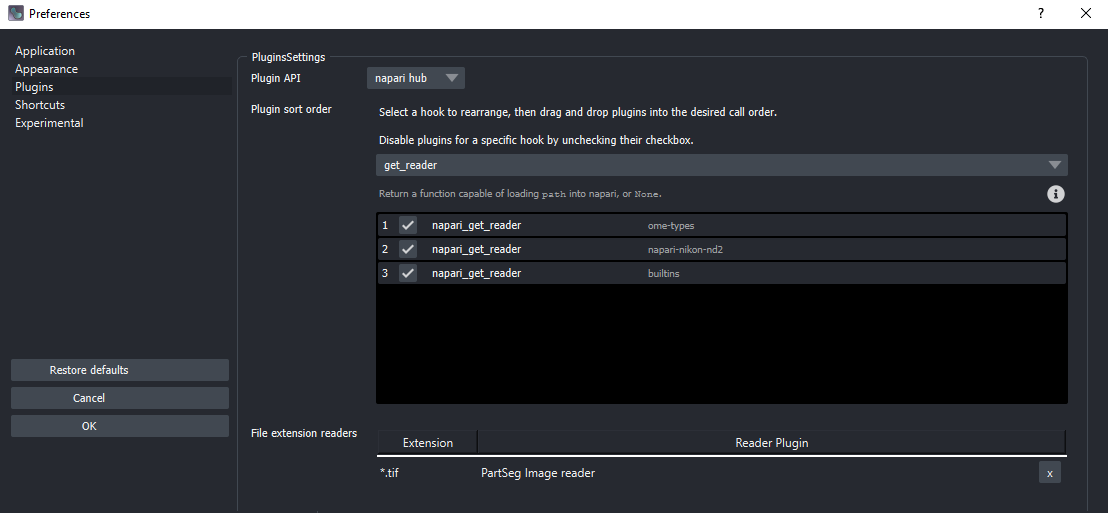 Preferences
?
Application
Appearance
Plugins
Shortcuts
Experimental
Restore defaults
Cancel
OK
PluginsSettings
Plugin API
napari hub
Plugin sort order
Select a hook to rearrange, then drag and drop plugins into the desired call order.
Disable plugins for a specific hook by unchecking their checkbox.
get_reader
Return a function capable of loading path into napari, or None.
1 napari_get_reader ome-types
2 napari_get_reader napari-nikon-nd2
3 napari_get_reader builtins
File extension readers
Extension Reader Plugin
*.tif PartSeg Image reader x